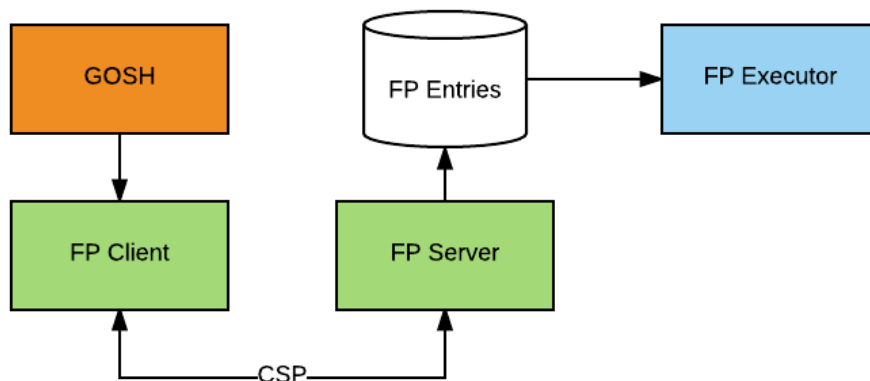 GOSH
FP Entries
FP Executor
FP Client
FP Server
CSP